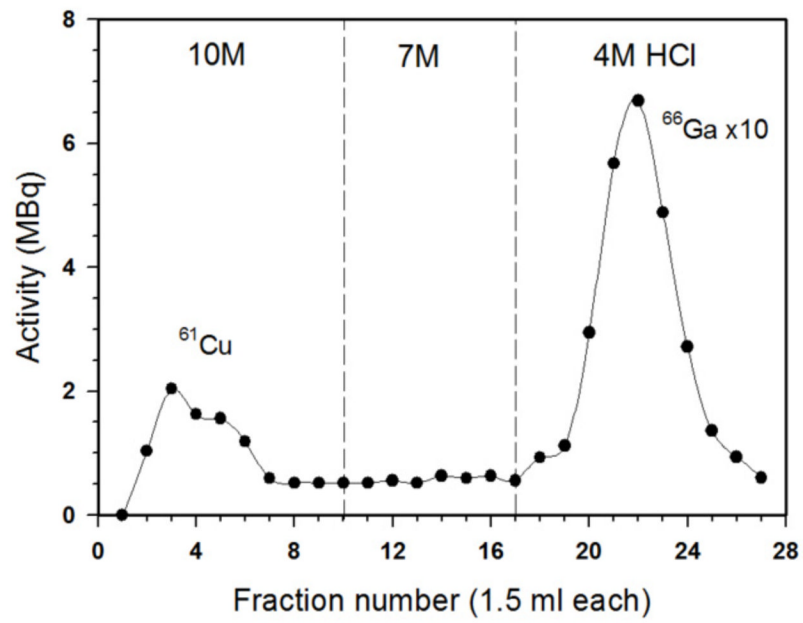 8
10M
7M
4M HCl
⁶⁶Ga x10
6
Activity (MBq)
4
⁶¹Cu
2
0
0 4 8 12 16 20 24 28
Fraction number (1.5 ml each)